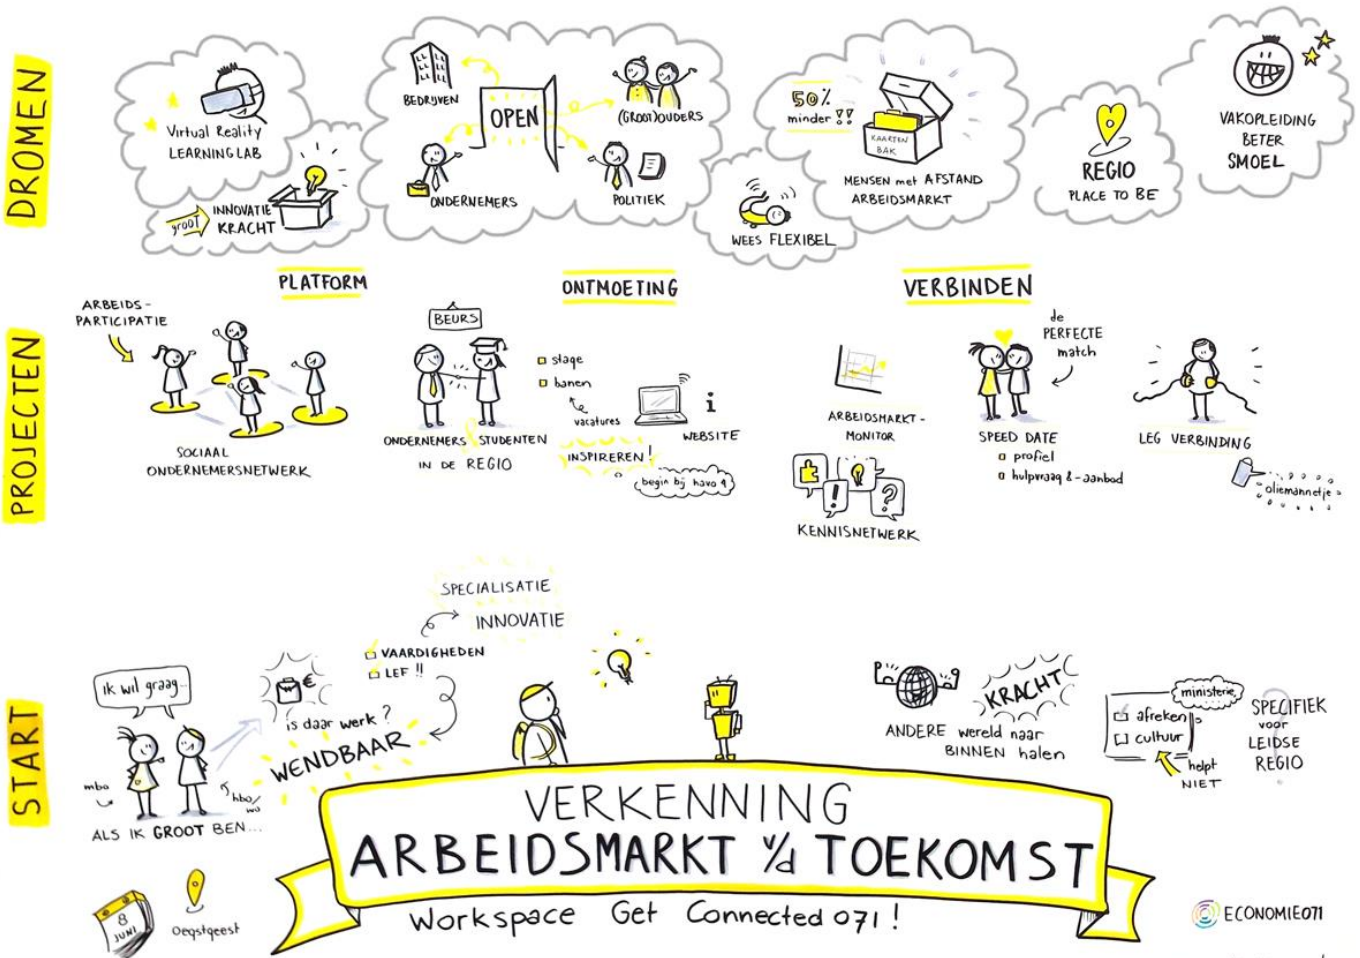 DROMEN
Virtual Reality
LEARNING LAB
groot
INNOVATIE
KRACHT
BEDRIJVEN
OPEN
(GROOT)OUDERS
ONDERNEMERS
POLITIEK
WEES FLEXIBEL
50%
minder !!
KAARTEN
BAK
MENSEN met AFSTAND
ARBEIDSMARKT
REGIO
PLACE TO BE
VAKOPLEIDING
BETER
SMOEL
PROJECTEN
PLATFORM
ARBEIDS-
PARTICIPATIE
SOCIAAL
ONDERNEMERSNETWERK
ONTMOETING
BEURS
ONDERNEMERS & STUDENTEN
IN DE REGIO
stage
banen
vacatures
INSPIREREN!
i
WEBSITE
begin bij havo 4
VERBINDEN
ARBEIDSMARKT-
MONITOR
! ?
KENNISNETWERK
de
PERFECTE
match
SPEED DATE
profiel
hulpvraag & -aanbod
LEG VERBINDING
oliemannetje
START
ik wil graag...
mbo
hbo/
wo
ALS IK GROOT BEN...
€
is daar werk?
WENDBAAR
VAARDIGHEDEN
LEF !!
SPECIALISATIE
INNOVATIE
ANDERE wereld naar
BINNEN halen
KRACHT
ministerie
afreken
cultuur
helpt
NIET
SPECIFIEK
voor
LEIDSE
REGIO
?
VERKENNING
ARBEIDSMARKT v/d TOEKOMST
Workspace Get Connected 071!
8
JUNI
Oegstgeest
ECONOMIE071